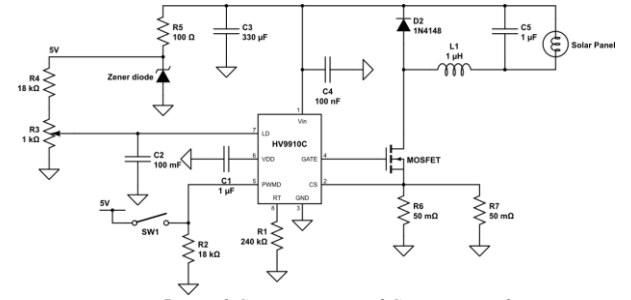 R5
100 Ω
C3
330 µF
D2
1N4148
C5
1 µF
Solar Panel
L1
1 µH
5V
Zener diode
R4
18 kΩ
C4
100 nF
1
Vin
R3
1 kΩ
7
LD
HV9910C
C2
100 mF
6
VDD
GATE
4
MOSFET
C1
1 µF
5
PWMD
CS
2
RT
GND
8
3
5V
SW1
R2
18 kΩ
R1
240 kΩ
R6
50 mΩ
R7
50 mΩ